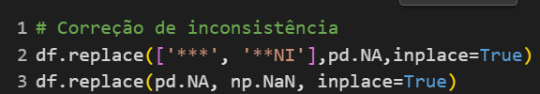 1 # Correção de inconsistência
2 df.replace(['***', '**NI'],pd.NA,inplace=True)
3 df.replace(pd.NA, np.NaN, inplace=True)